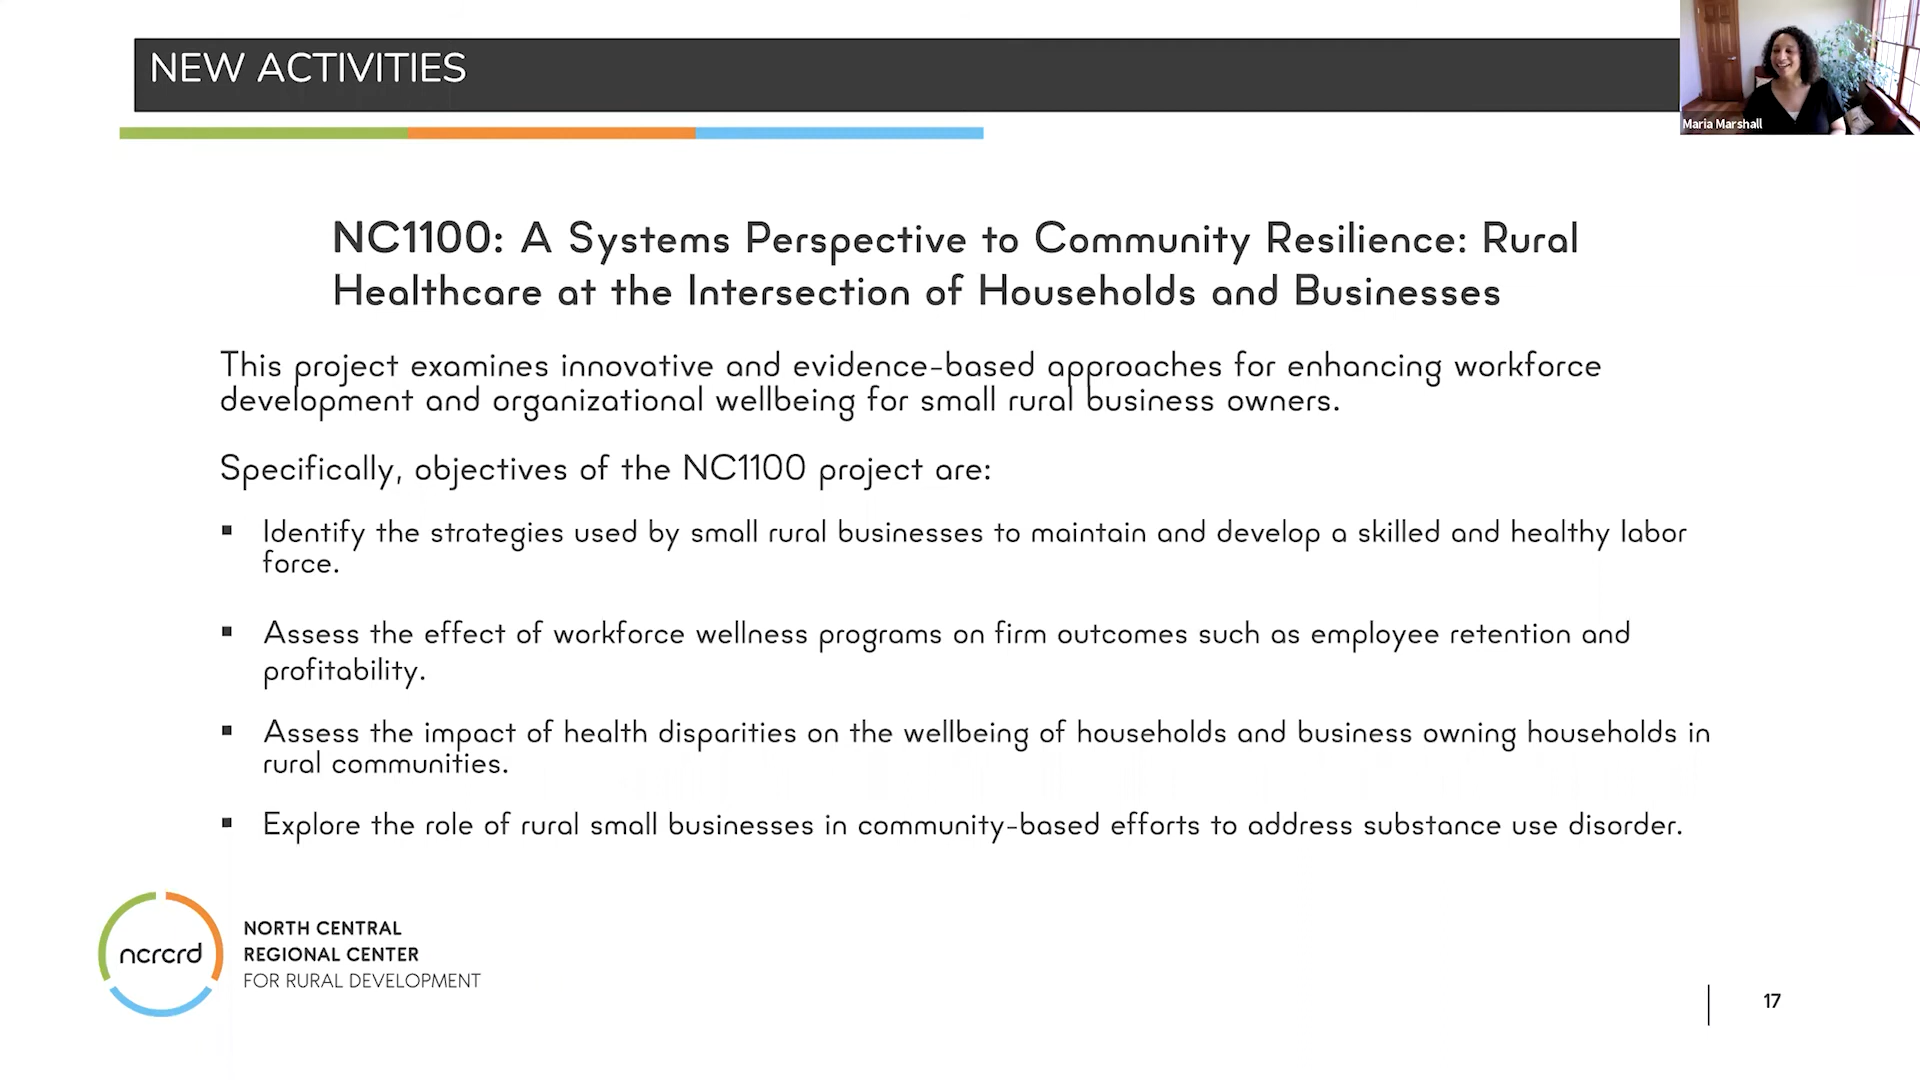 NEW ACTIVITIES
Maria Marshall
NC1100: A Systems Perspective to Community Resilience: Rural
Healthcare at the Intersection of Households and Businesses
This project examines innovative and evidence-based approaches for enhancing workforce
development and organizational wellbeing for small rural business owners.
Specifically, objectives of the NC1100 project are:
▪ Identify the strategies used by small rural businesses to maintain and develop a skilled and healthy labor
force.
▪ Assess the effect of workforce wellness programs on firm outcomes such as employee retention and
profitability.
▪ Assess the impact of health disparities on the wellbeing of households and business owning households in
rural communities.
▪ Explore the role of rural small businesses in community-based efforts to address substance use disorder.
ncrcrd
NORTH CENTRAL
REGIONAL CENTER
FOR RURAL DEVELOPMENT
17